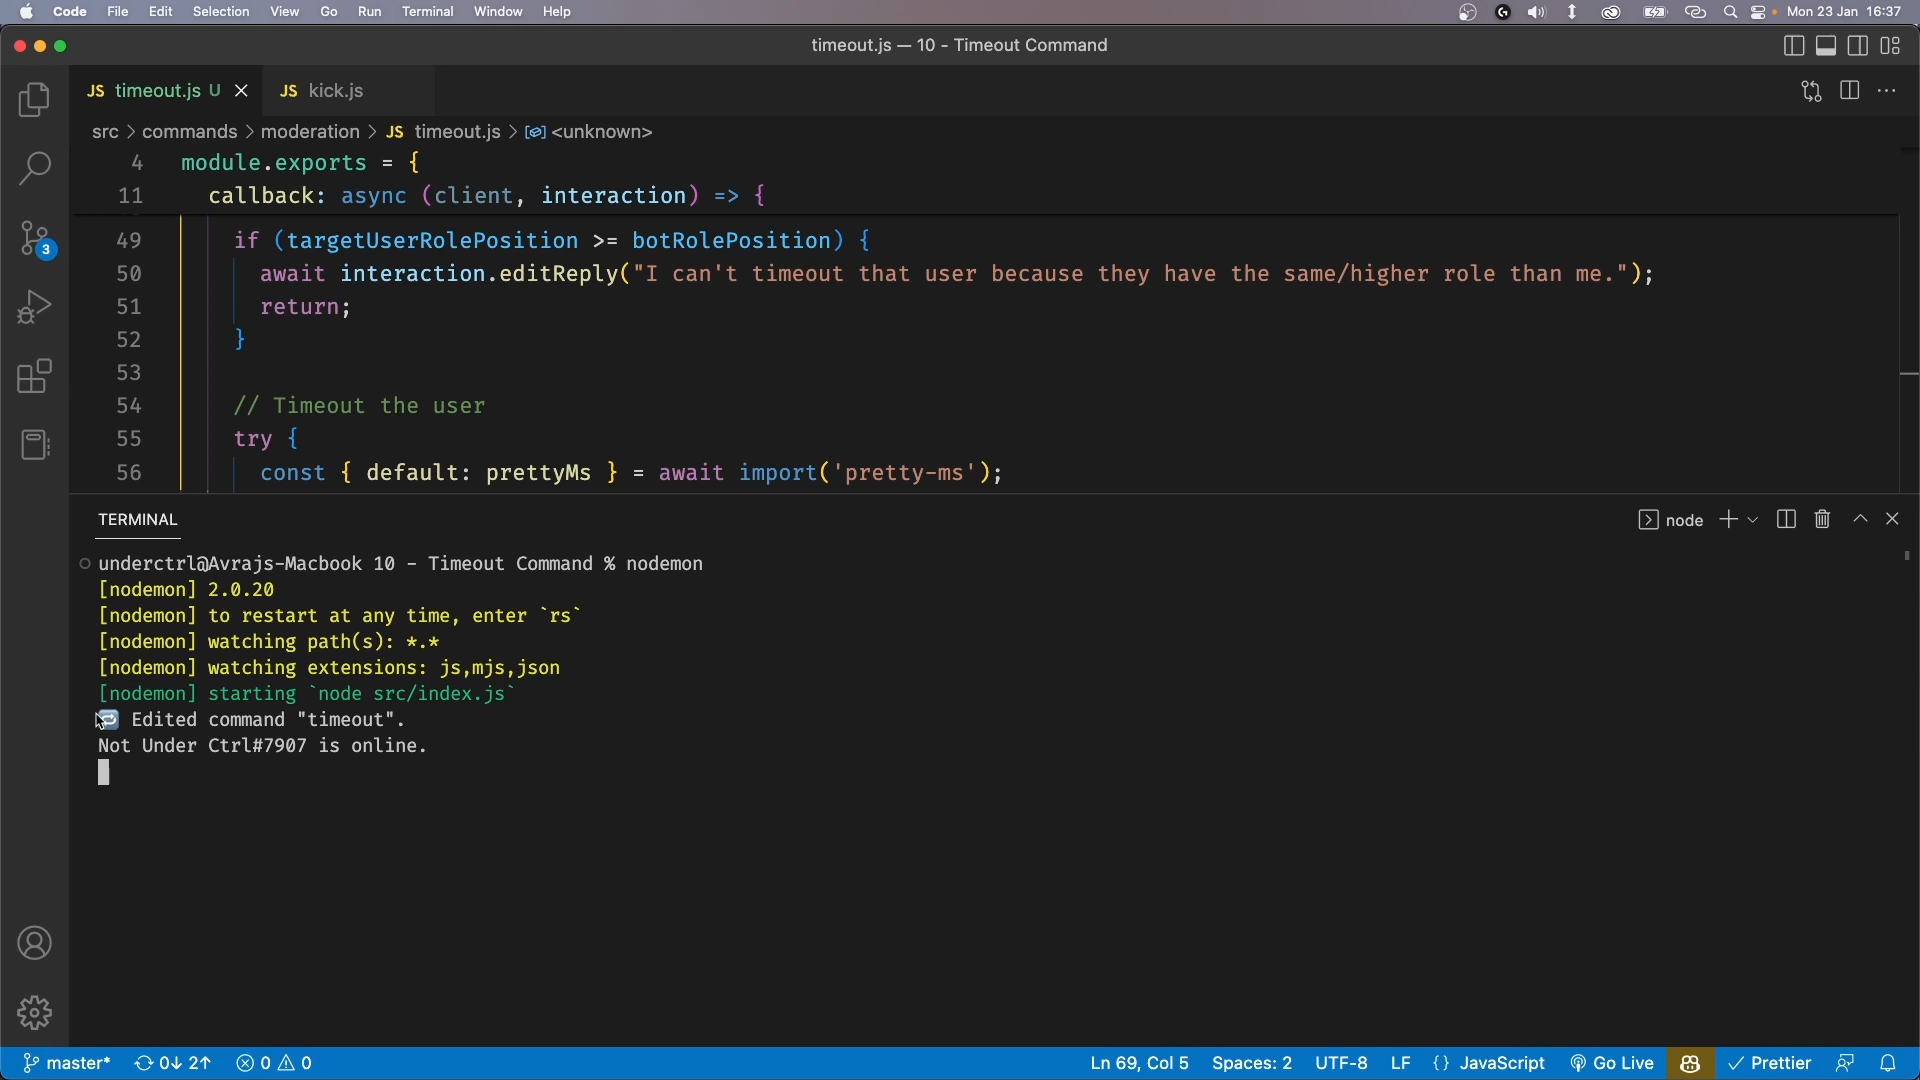 Code File Edit Selection View Go Run Terminal Window Help Mon 23 Jan 16:37
timeout.js — 10 - Timeout Command
JS timeout.js U JS kick.js
src > commands > moderation > JS timeout.js > <unknown>
4 module.exports = {
11 callback: async (client, interaction) => {
49 if (targetUserRolePosition >= botRolePosition) {
50 await interaction.editReply("I can't timeout that user because they have the same/higher role than me.");
51 return;
52 }
53
54 // Timeout the user
55 try {
56 const { default: prettyMs } = await import('pretty-ms');
3
TERMINAL
node
underctrl@Avrajs-Macbook 10 - Timeout Command % nodemon
[nodemon] 2.0.20
[nodemon] to restart at any time, enter `rs`
[nodemon] watching path(s): *.*
[nodemon] watching extensions: js,mjs,json
[nodemon] starting `node src/index.js`
🔁 Edited command "timeout".
Not Under Ctrl#7907 is online.
master* 0↓ 2↑ 0 0 Ln 69, Col 5 Spaces: 2 UTF-8 LF {} JavaScript Go Live Prettier